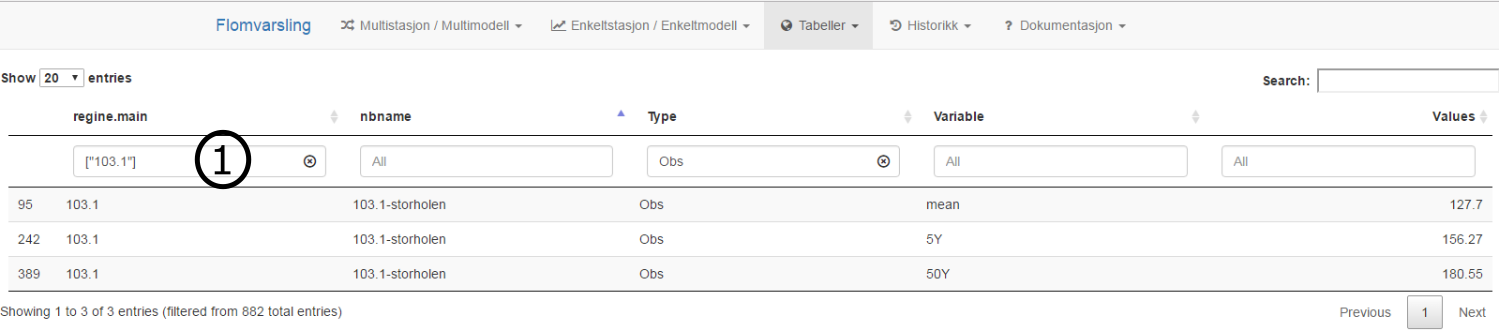 Flomvarsling Multistasjon / Multimodell Enkeltstasjon / Enkeltmodell Tabeller Historikk ? Dokumentasjon
Show 20 entries Search:
regine.main nbname Type Variable Values
["103.1"] 1 All Obs All All
95 103.1 103.1-storholen Obs mean 127.7
242 103.1 103.1-storholen Obs 5Y 156.27
389 103.1 103.1-storholen Obs 50Y 180.55
Showing 1 to 3 of 3 entries (filtered from 882 total entries) Previous 1 Next